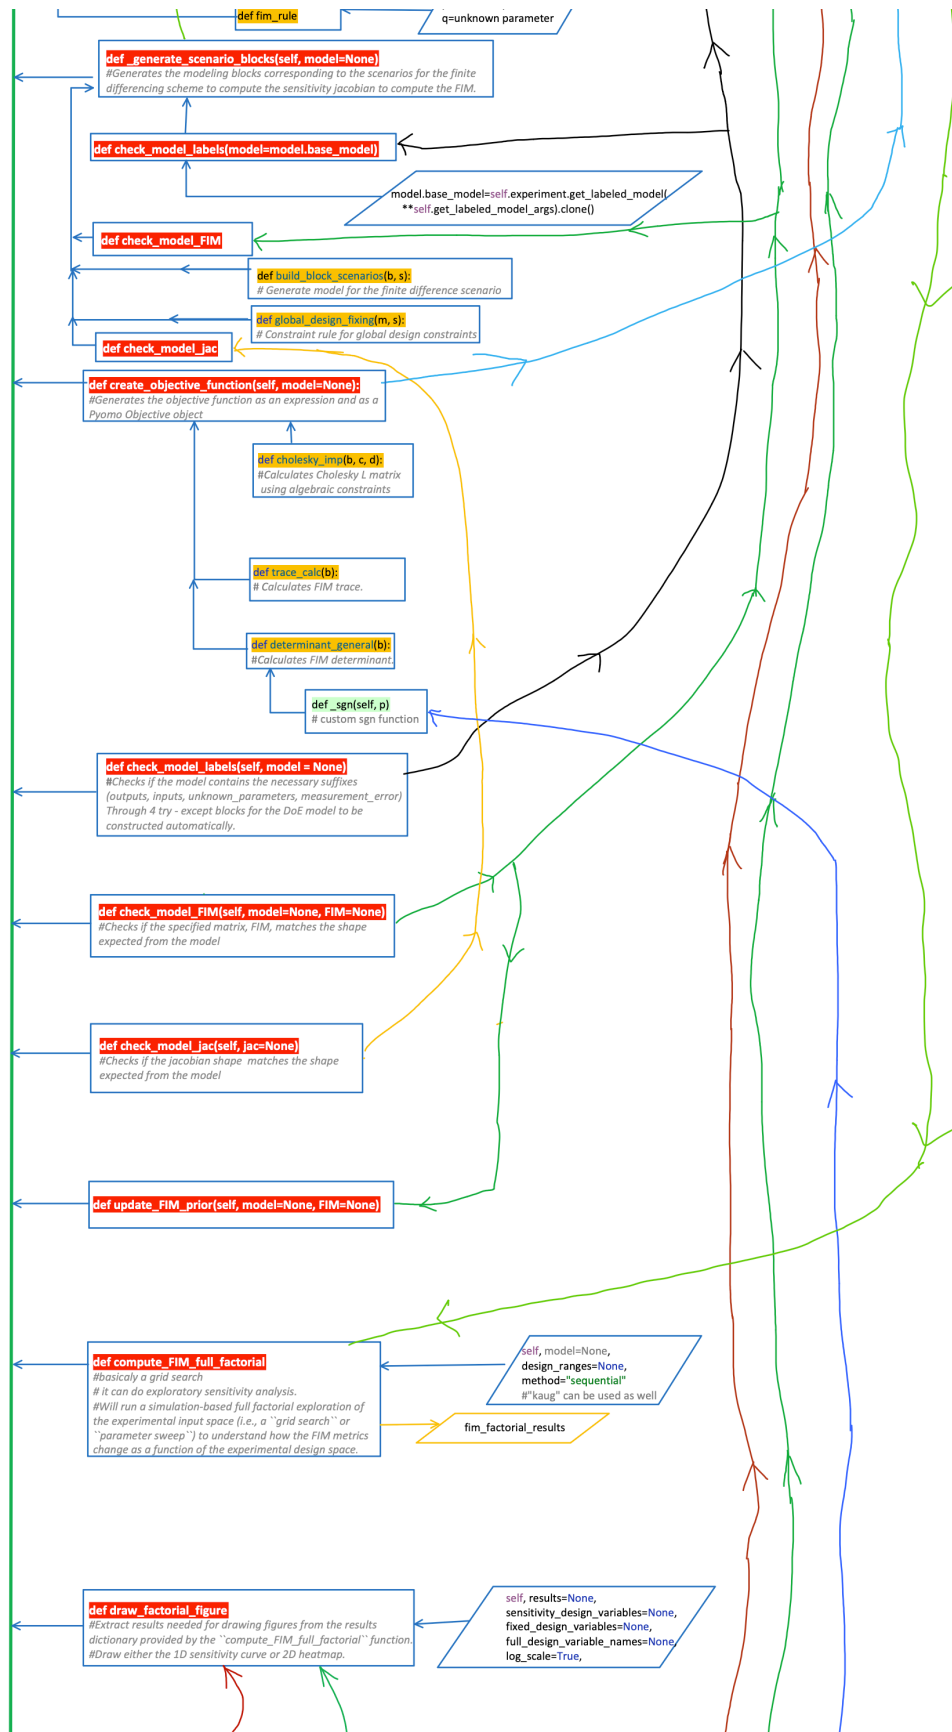 def fim_rule
q=unknown parameter
def _generate_scenario_blocks(self, model=None)
#Generates the modeling blocks corresponding to the scenarios for the finite
differencing scheme to compute the sensitivity jacobian to compute the FIM.
def check_model_labels(model=model.base_model)
model.base_model=self.experiment.get_labeled_model(
**self.get_labeled_model_args).clone()
def check_model_FIM
def build_block_scenarios(b, s):
# Generate model for the finite difference scenario
def global_design_fixing(m, s):
# Constraint rule for global design constraints
def check_model_jac
def create_objective_function(self, model=None):
#Generates the objective function as an expression and as a
Pyomo Objective object
def cholesky_imp(b, c, d):
#Calculates Cholesky L matrix
using algebraic constraints
def trace_calc(b):
# Calculates FIM trace.
def determinant_general(b):
#Calculates FIM determinant.
def _sgn(self, p)
# custom sgn function
def check_model_labels(self, model = None)
#Checks if the model contains the necessary suffixes
(outputs, inputs, unknown_parameters, measurement_error)
Through 4 try - except blocks for the DoE model to be
constructed automatically.
def check_model_FIM(self, model=None, FIM=None)
#Checks if the specified matrix, FIM, matches the shape
expected from the model
def check_model_jac(self, jac=None)
#Checks if the jacobian shape matches the shape
expected from the model
def update_FIM_prior(self, model=None, FIM=None)
def compute_FIM_full_factorial
#basicaly a grid search
# it can do exploratory sensitivity analysis.
#Will run a simulation-based full factorial exploration of
the experimental input space (i.e., a ``grid search`` or
``parameter sweep``) to understand how the FIM metrics
change as a function of the experimental design space.
self, model=None,
design_ranges=None,
method="sequential"
#"kaug" can be used as well
fim_factorial_results
def draw_factorial_figure
#Extract results needed for drawing figures from the results
dictionary provided by the ``compute_FIM_full_factorial`` function.
#Draw either the 1D sensitivity curve or 2D heatmap.
self, results=None,
sensitivity_design_variables=None,
fixed_design_variables=None,
full_design_variable_names=None,
log_scale=True,